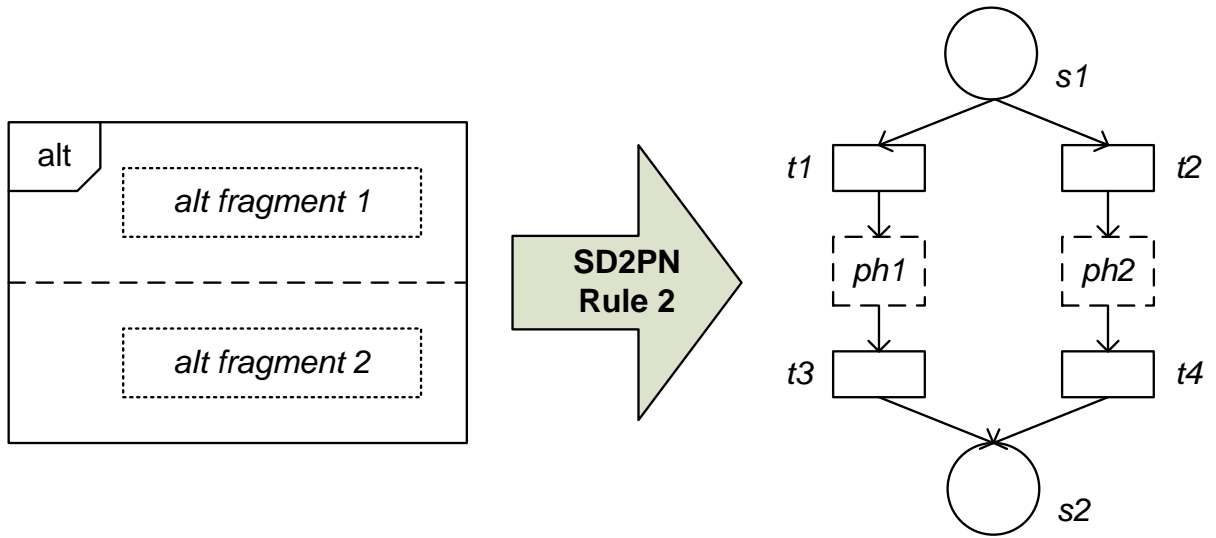 alt
alt fragment 1
alt fragment 2
SD2PN
Rule 2
s1
t1
t2
ph1
ph2
t3
t4
s2